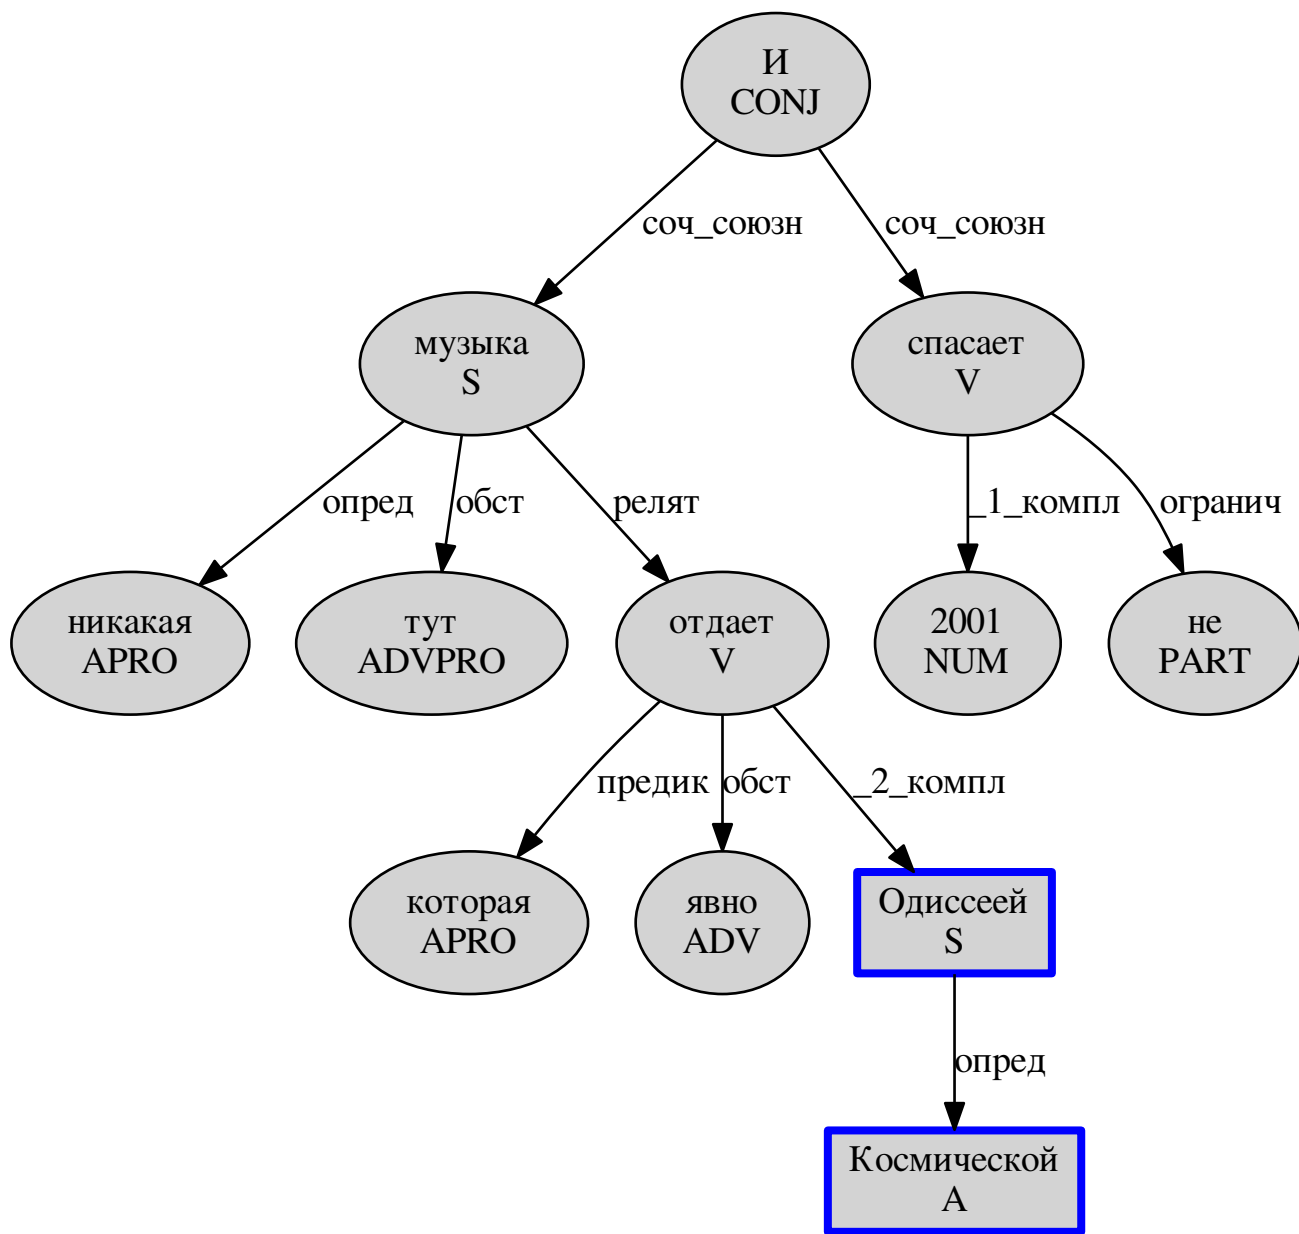 И
CONJ
соч_союзн
соч_союзн
музыка
S
спасает
V
опред
обст
релят
_1_компл
огранич
никакая
APRO
тут
ADVPRO
отдает
V
2001
NUM
не
PART
предик
обст
_2_компл
которая
APRO
явно
ADV
Одиссеей
S
опред
Космической
A